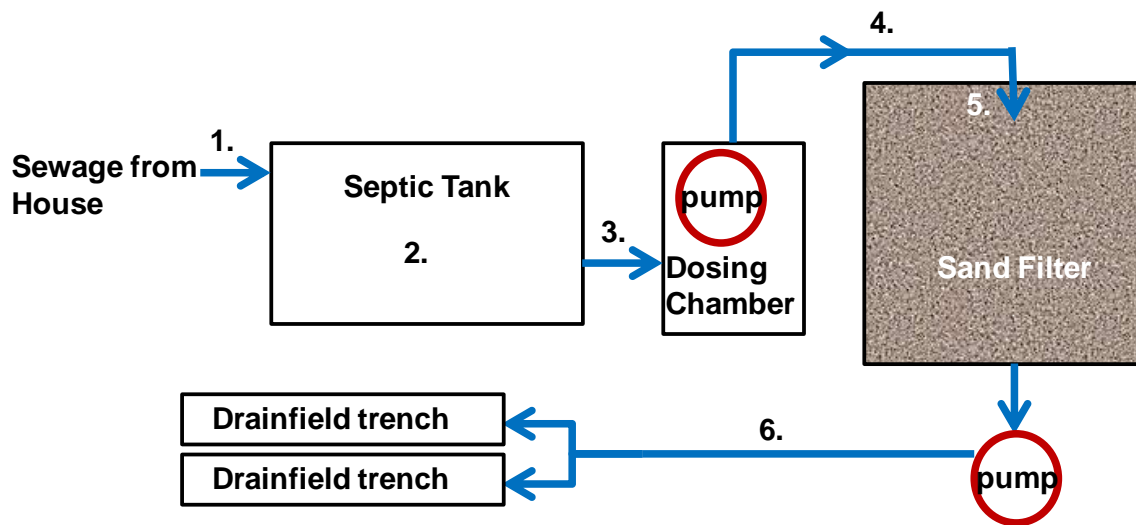 4.
1.
Sewage from
House
Septic Tank
2.
3.
pump
Dosing
Chamber
5.
Sand Filter
Drainfield trench
Drainfield trench
6.
pump